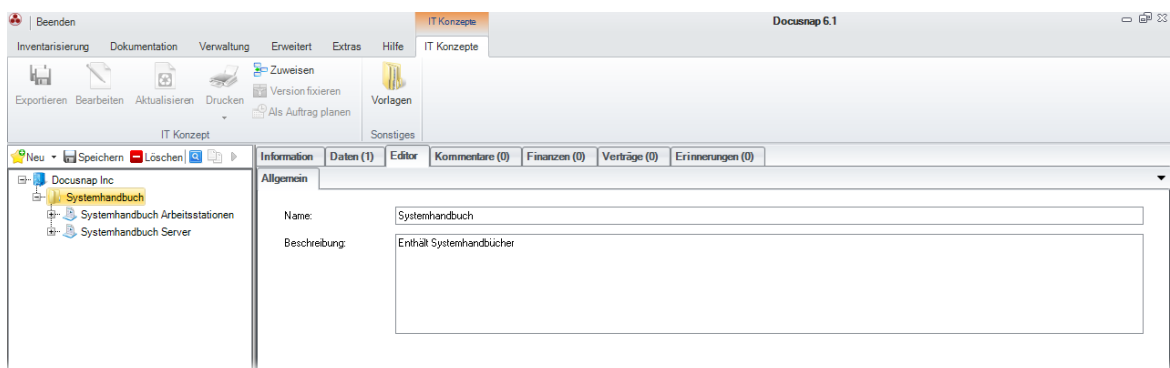 Beenden IT Konzepte Docusnap 6.1
Inventarisierung Dokumentation Verwaltung Erweitert Extras Hilfe IT Konzepte
Exportieren Bearbeiten Aktualisieren Drucken
Zuweisen
Version fixieren
Als Auftrag planen
Vorlagen
IT Konzept Sonstiges
Neu Speichern Löschen
Docusnap Inc
Systemhandbuch
Systemhandbuch Arbeitsstationen
Systemhandbuch Server
Information Daten (1) Editor Kommentare (0) Finanzen (0) Verträge (0) Erinnerungen (0)
Allgemein
Name: Systemhandbuch
Beschreibung: Enthält Systemhandbücher